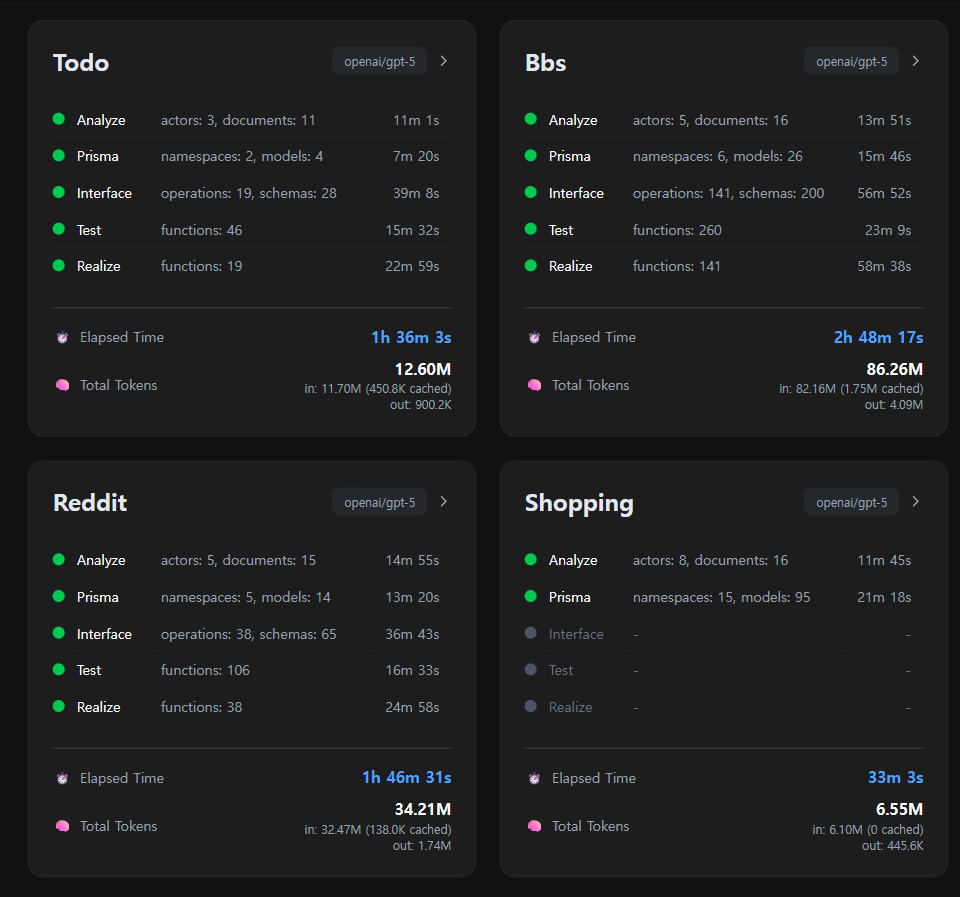 Todo openai/gpt-5
Analyze actors: 3, documents: 11 11m 1s
Prisma namespaces: 2, models: 4 7m 20s
Interface operations: 19, schemas: 28 39m 8s
Test functions: 46 15m 32s
Realize functions: 19 22m 59s
Elapsed Time 1h 36m 3s
Total Tokens 12.60M
in: 11.70M (450.8K cached)
out: 900.2K
Bbs openai/gpt-5
Analyze actors: 5, documents: 16 13m 51s
Prisma namespaces: 6, models: 26 15m 46s
Interface operations: 141, schemas: 200 56m 52s
Test functions: 260 23m 9s
Realize functions: 141 58m 38s
Elapsed Time 2h 48m 17s
Total Tokens 86.26M
in: 82.16M (1.75M cached)
out: 4.09M
Reddit openai/gpt-5
Analyze actors: 5, documents: 15 14m 55s
Prisma namespaces: 5, models: 14 13m 20s
Interface operations: 38, schemas: 65 36m 43s
Test functions: 106 16m 33s
Realize functions: 38 24m 58s
Elapsed Time 1h 46m 31s
Total Tokens 34.21M
in: 32.47M (138.0K cached)
out: 1.74M
Shopping openai/gpt-5
Analyze actors: 8, documents: 16 11m 45s
Prisma namespaces: 15, models: 95 21m 18s
Interface - -
Test - -
Realize - -
Elapsed Time 33m 3s
Total Tokens 6.55M
in: 6.10M (0 cached)
out: 445.6K